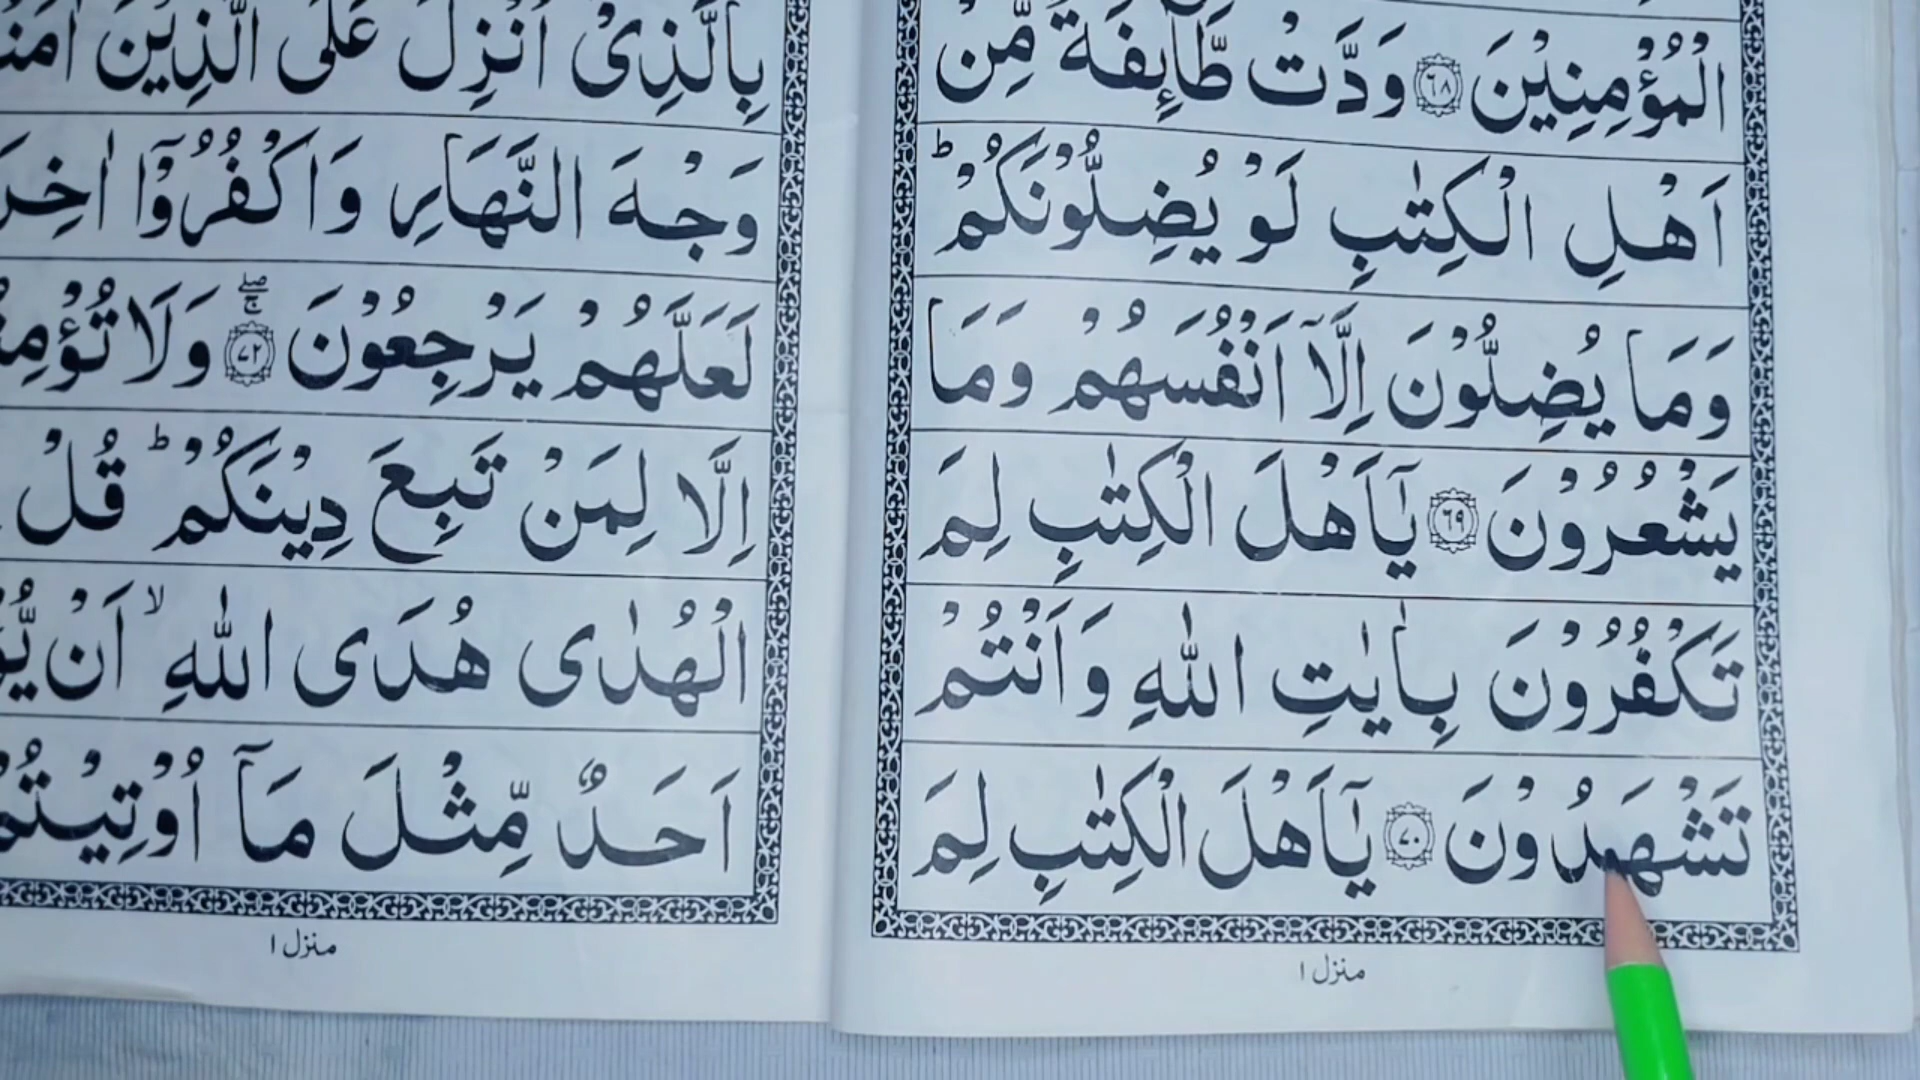 الْمُؤْمِنِيْنَ ﴿٦٨﴾ وَدَّتْ طَّآىِٕفَةٌ مِّنْ
اَهْلِ الْكِتٰبِ لَوْ يُضِلُّوْنَكُمْ ؕ
وَمَا يُضِلُّوْنَ اِلَّاۤ اَنْفُسَهُمْ وَمَا
يَشْعُرُوْنَ ﴿٦٩﴾ يٰۤاَهْلَ الْكِتٰبِ لِمَ
تَكْفُرُوْنَ بِاٰيٰتِ اللّٰهِ وَاَنْتُمْ
تَشْهَدُوْنَ ﴿٧٠﴾ يٰۤاَهْلَ الْكِتٰبِ لِمَ
منزل ١
بِالَّذِىْۤ اُنْزِلَ عَلَى الَّذِيْنَ
وَجْهَ النَّهَارِ وَاكْفُرُوْۤا
لَعَلَّهُمْ يَرْجِعُوْنَ ﴿٧٢﴾ ۚۖ وَلَا
اِلَّا لِمَنْ تَبِعَ دِيْنَكُمْ ؕ قُلْ
الْهُدٰى هُدَى اللّٰهِ ۙ اَنْ
اَحَدٌ مِّثْلَ مَاۤ
منزل ١